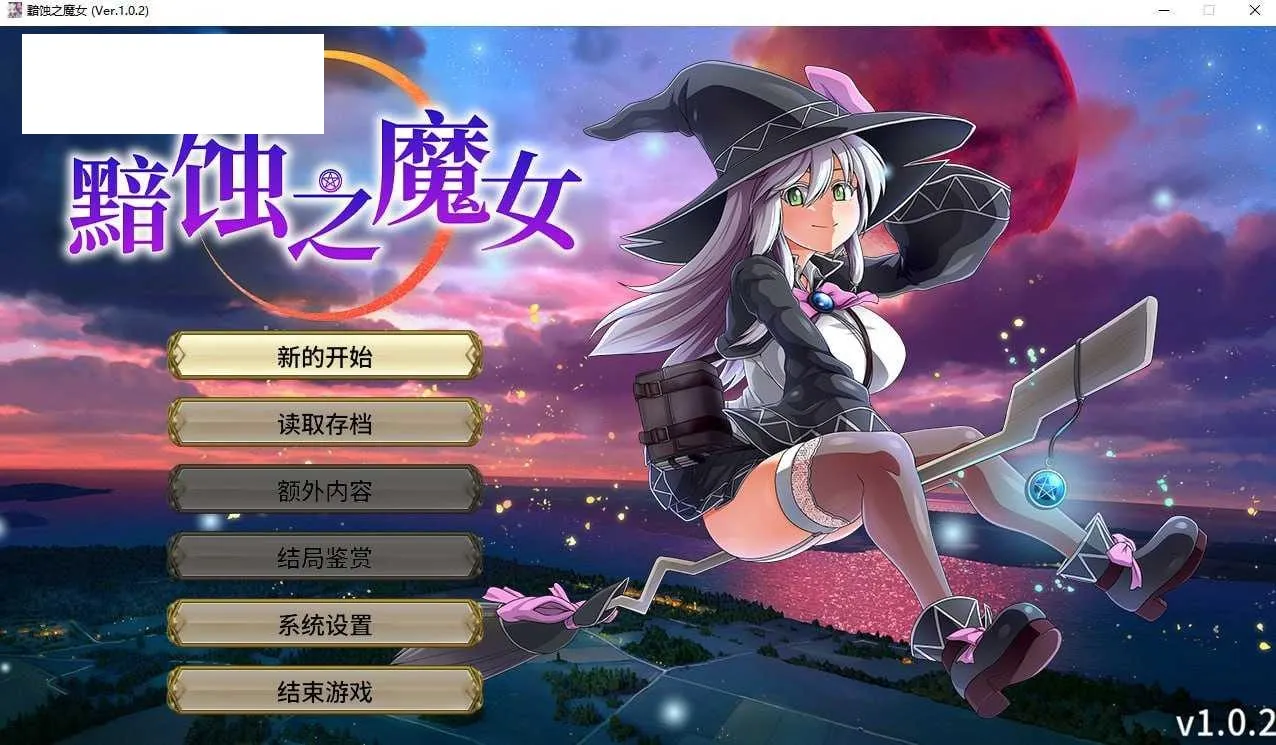 黯蚀之魔女 (Ver.1.0.2)
黯蚀之魔女
新的开始
读取存档
额外内容
结局鉴赏
系统设置
结束游戏
v1.0.2